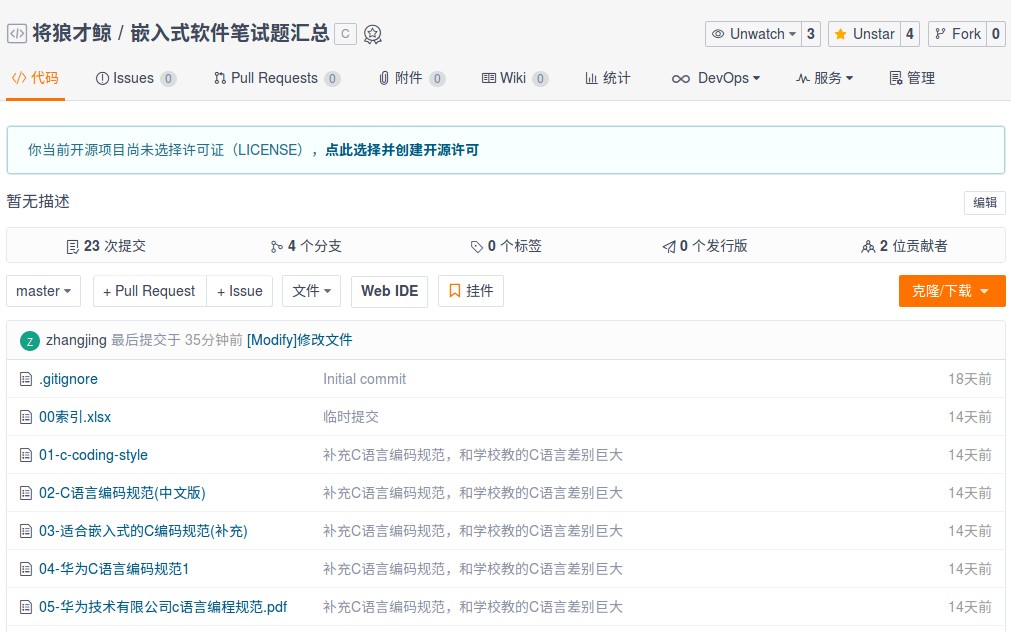 将狼才鲸 / 嵌入式软件笔试题汇总 C Unwatch 3 Unstar 4 Fork 0
代码 Issues 0 Pull Requests 0 附件 0 Wiki 0 统计 DevOps 服务 管理
你当前开源项目尚未选择许可证（LICENSE），点此选择并创建开源许可
暂无描述 编辑
23 次提交 4 个分支 0 个标签 0 个发行版 2 位贡献者
master + Pull Request + Issue 文件 Web IDE 挂件 克隆/下载
Z zhangjing 最后提交于 35分钟前 [Modify]修改文件
.gitignore Initial commit 18天前
00索引.xlsx 临时提交 14天前
01-c-coding-style 补充C语言编码规范，和学校教的C语言差别巨大 14天前
02-C语言编码规范(中文版) 补充C语言编码规范，和学校教的C语言差别巨大 14天前
03-适合嵌入式的C编码规范(补充) 补充C语言编码规范，和学校教的C语言差别巨大 14天前
04-华为C语言编码规范1 补充C语言编码规范，和学校教的C语言差别巨大 14天前
05-华为技术有限公司c语言编程规范.pdf 补充C语言编码规范，和学校教的C语言差别巨大 14天前